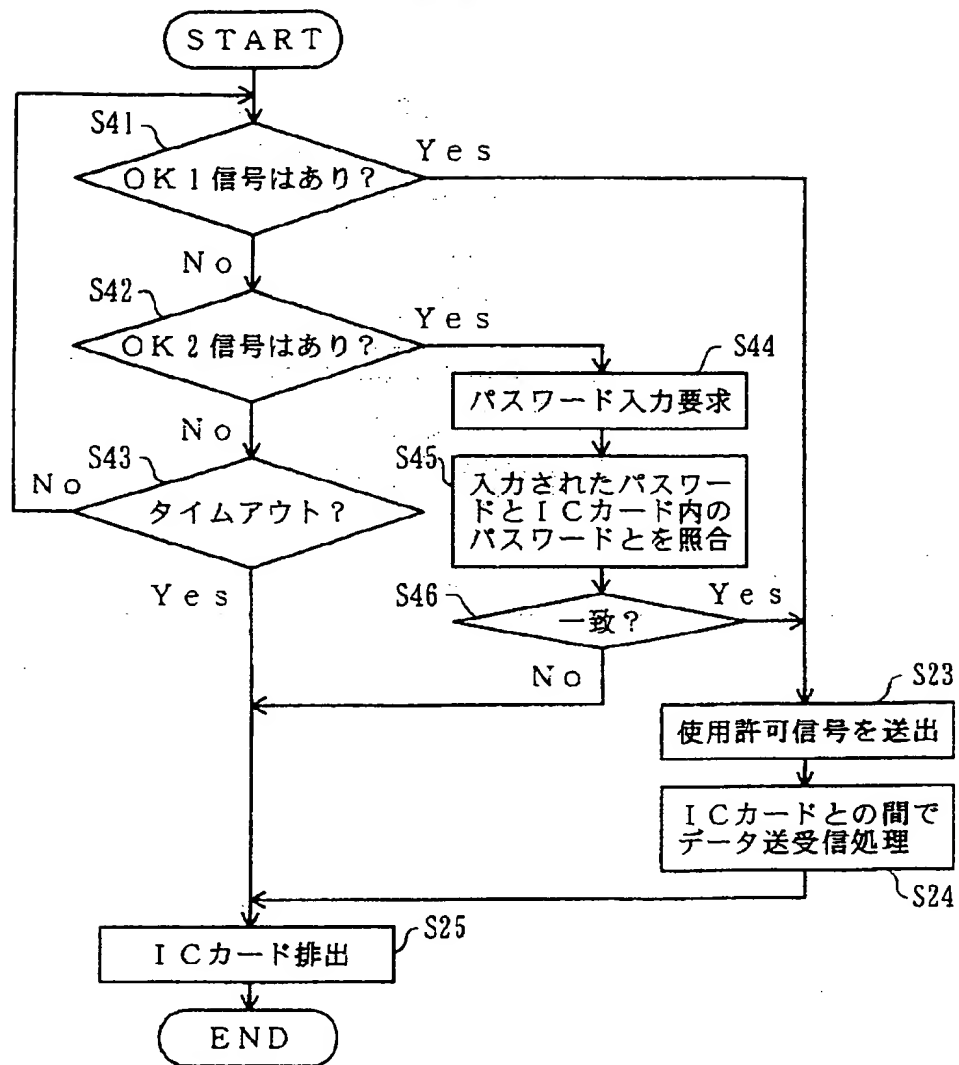 START
S41
OK1信号はあり?
Yes
No
S42
OK2信号はあり?
Yes
No
S44
パスワード入力要求
S43
タイムアウト?
No
Yes
S45
入力されたパスワー
ドとICカード内の
パスワードとを照合
S46
一致?
Yes
No
S23
使用許可信号を送出
ICカードとの間で
データ送受信処理
S24
S25
ICカード排出
END